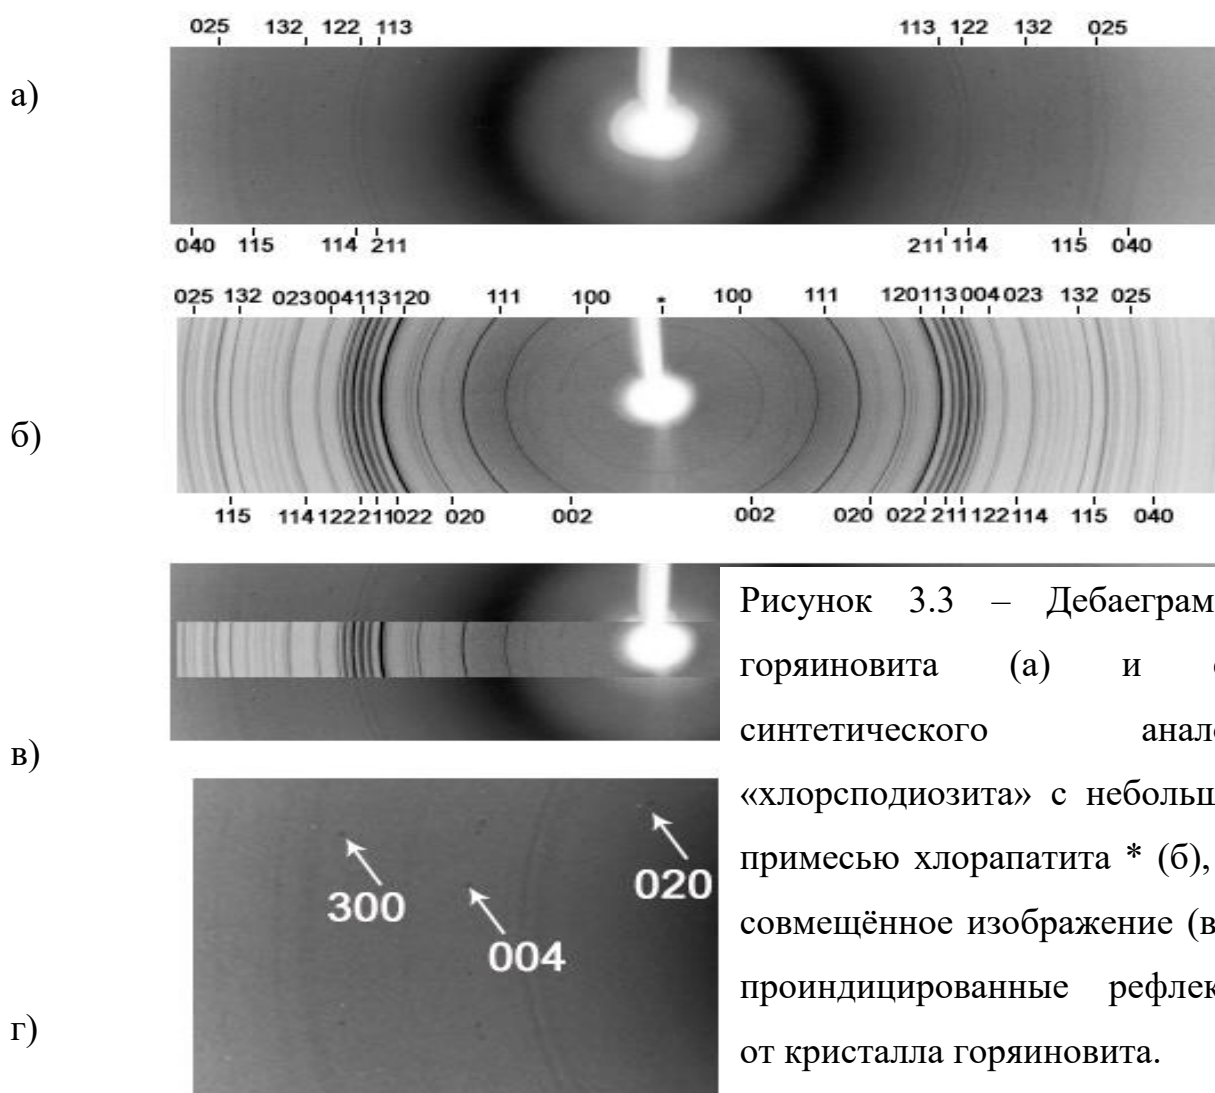 025 132 122 113 113 122 132 025
а)
040 115 114 211 211 114 115 040
025 132 023 004 113 120 111 100 * 100 111 120 113 004 023 132 025
б)
115 114 122 211 022 020 002 002 020 022 211 122 114 115 040
Рисунок 3.3 – Дебаеграм
горяиновита (а) и
синтетического анал
«хлорсподиозита» с небольш
примесью хлорапатита * (б),
совмещённое изображение (в
в)
проиндицированные рефлек
от кристалла горяиновита.
300
004
020
г)